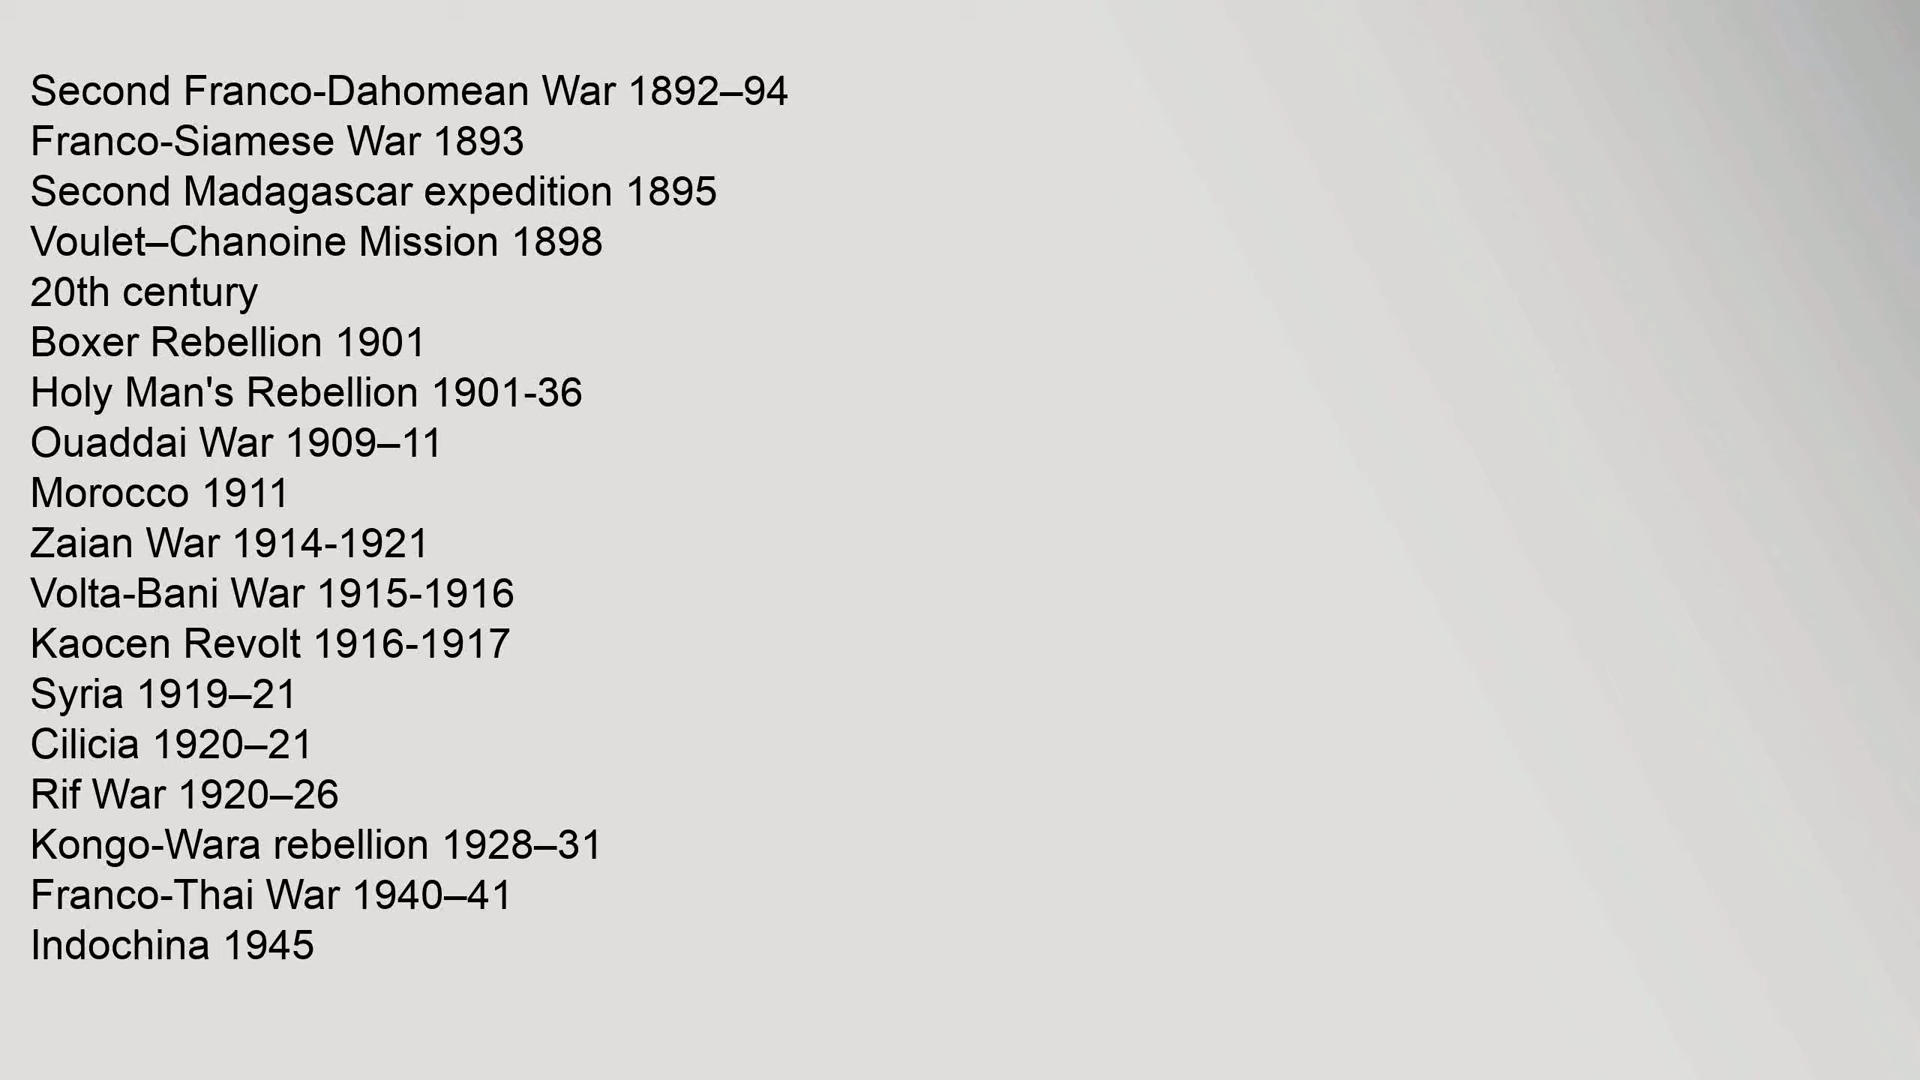 Second Franco-Dahomean War 1892–94
Franco-Siamese War 1893
Second Madagascar expedition 1895
Voulet–Chanoine Mission 1898
20th century
Boxer Rebellion 1901
Holy Man's Rebellion 1901-36
Ouaddai War 1909–11
Morocco 1911
Zaian War 1914-1921
Volta-Bani War 1915-1916
Kaocen Revolt 1916-1917
Syria 1919–21
Cilicia 1920–21
Rif War 1920–26
Kongo-Wara rebellion 1928–31
Franco-Thai War 1940–41
Indochina 1945